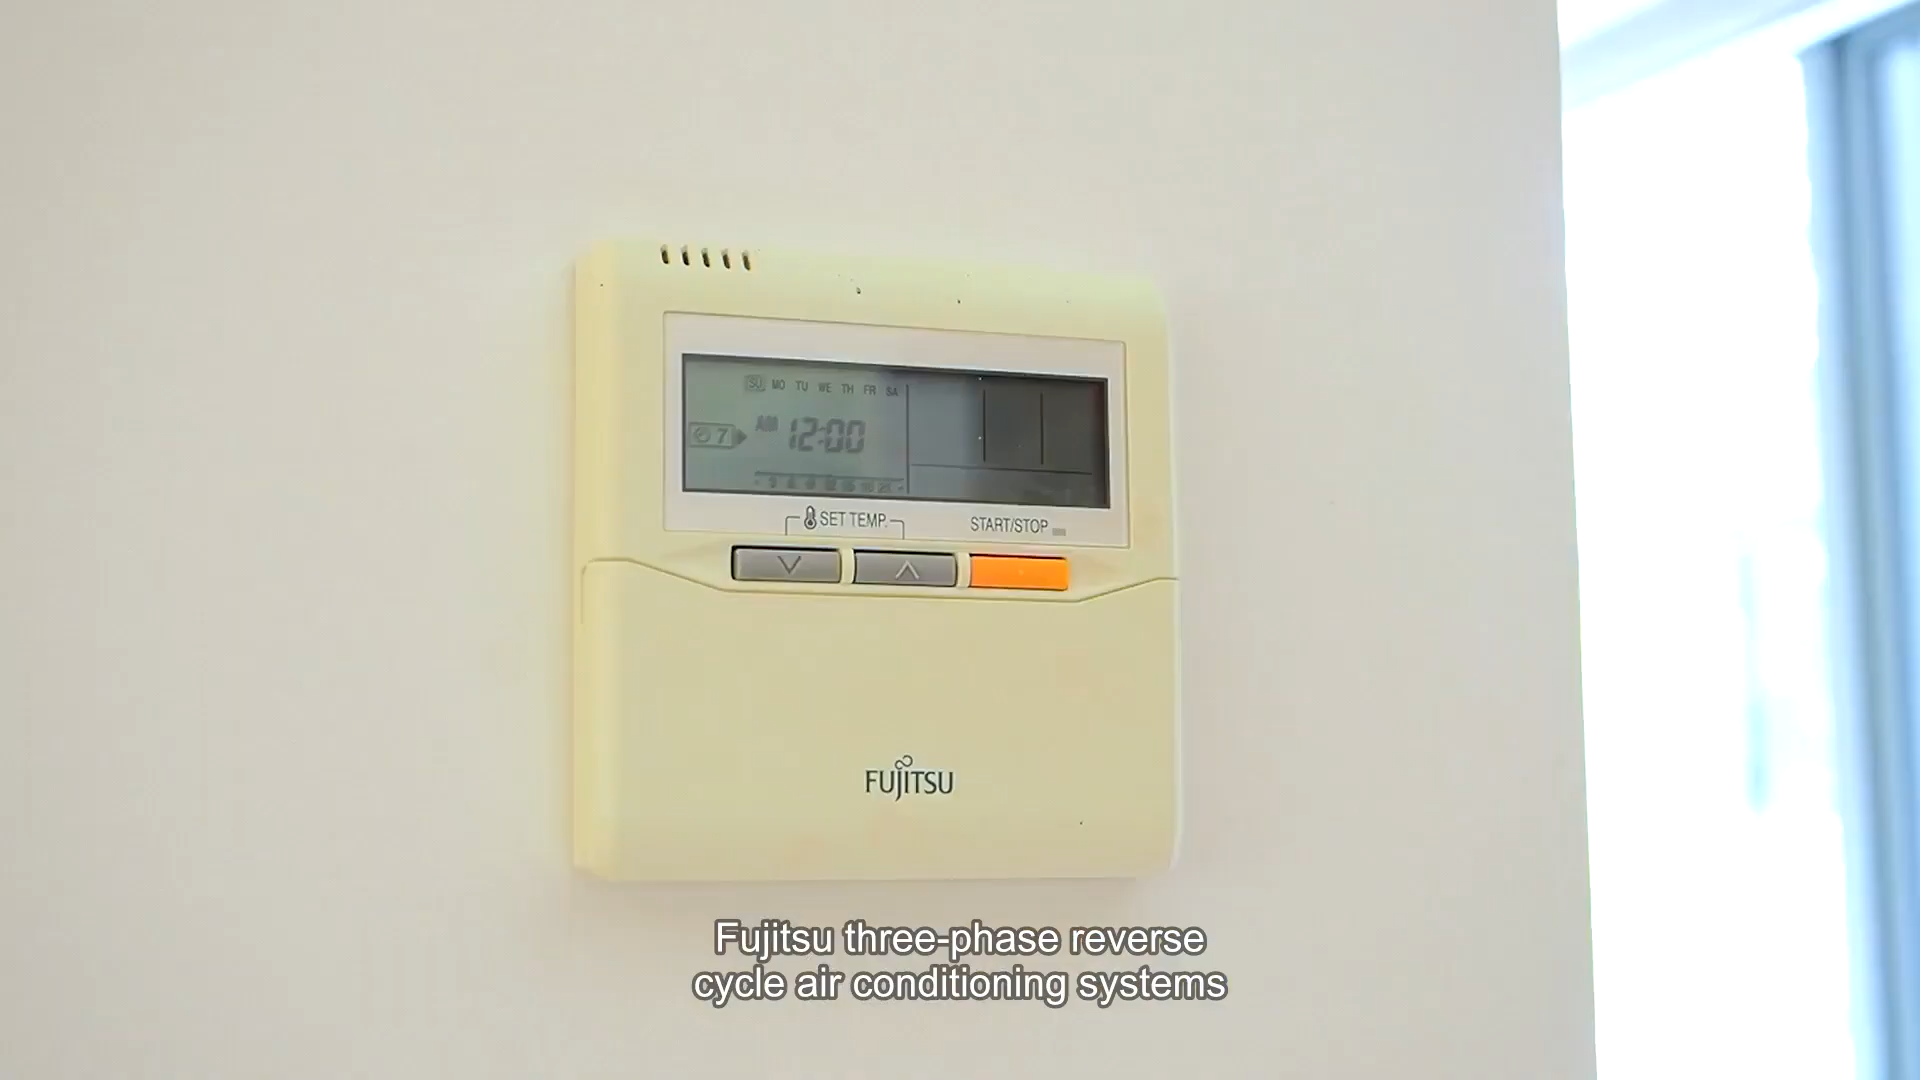 SU MO TU WE TH FR SA
7 AM 12:00
SET TEMP.
START/STOP
FUJITSU
Fujitsu three-phase reverse
cycle air conditioning systems